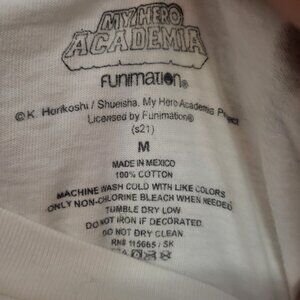 MY HERO
ACADEMIA
FUNIMATION®
© K. Horikoshi / Shueisha, My Hero Academia Project
Licensed by Funimation®
(s21)
M
MADE IN MEXICO
100% COTTON
MACHINE WASH COLD WITH LIKE COLORS
ONLY NON-CHLORINE BLEACH WHEN NEEDED
TUMBLE DRY LOW
DO NOT IRON IF DECORATED
DO NOT DRY CLEAN
RN# 115665 / SK